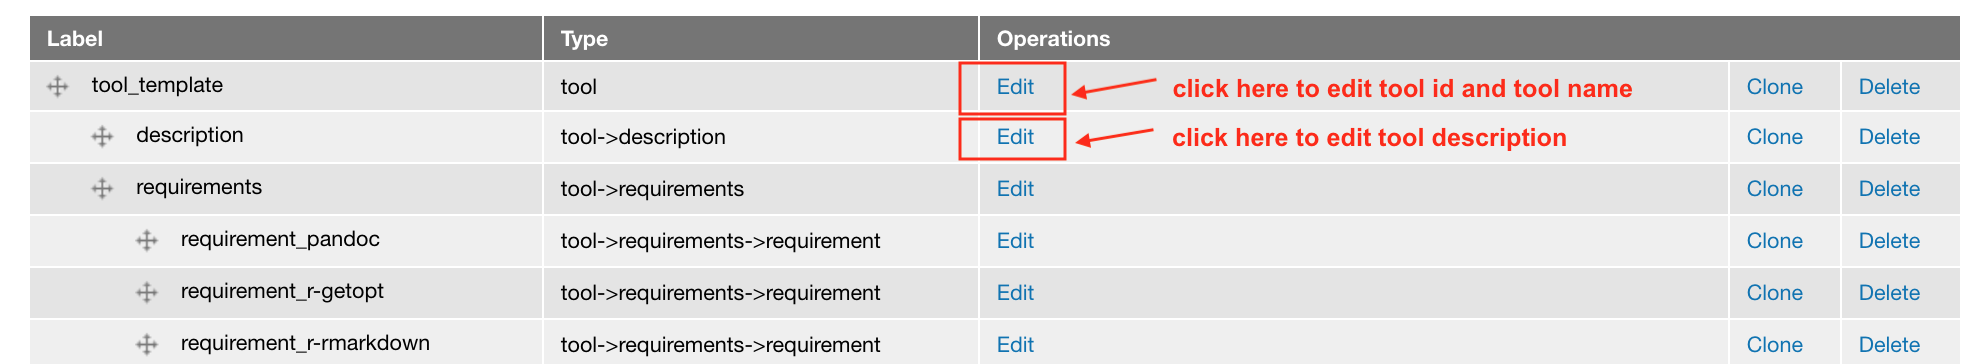 Label Type Operations
tool_template tool Edit click here to edit tool id and tool name Clone Delete
description tool->description Edit click here to edit tool description Clone Delete
requirements tool->requirements Edit Clone Delete
requirement_pandoc tool->requirements->requirement Edit Clone Delete
requirement_r-getopt tool->requirements->requirement Edit Clone Delete
requirement_r-rmarkdown tool->requirements->requirement Edit Clone Delete